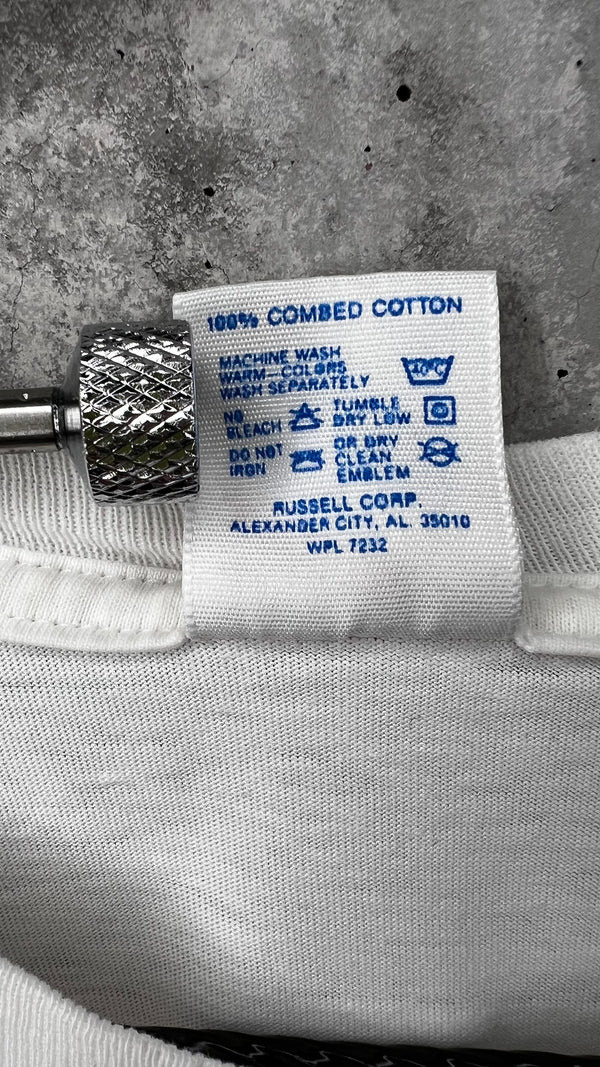 100% COMBED COTTON
MACHINE WASH
WARM—COLORS
WASH SEPARATELY
40°C
NO
BLEACH
TUMBLE
DRY LOW
DO NOT
IRON
OR DRY
CLEAN
EMBLEM
RUSSELL CORP.
ALEXANDER CITY, AL 35010
WPL 7232